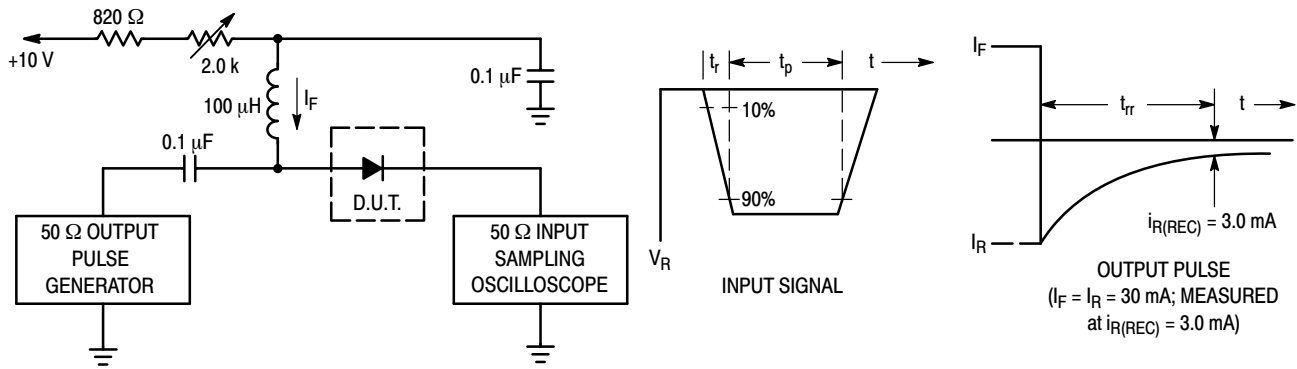 820 Ω
+10 V
2.0 k
100 μH
I_F
0.1 μF
0.1 μF
D.U.T.
50 Ω OUTPUT
PULSE
GENERATOR
50 Ω INPUT
SAMPLING
OSCILLOSCOPE
t_r
t_p
t
10%
90%
V_R
INPUT SIGNAL
I_F
t_rr
t
I_R
i_R(REC) = 3.0 mA
OUTPUT PULSE
(I_F = I_R = 30 mA; MEASURED
at i_R(REC) = 3.0 mA)